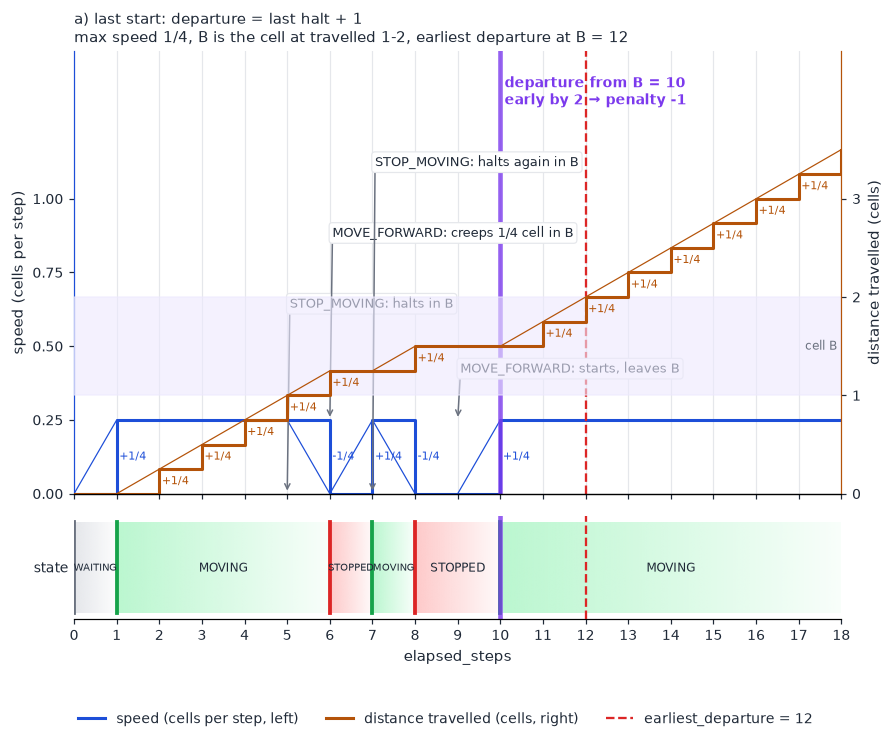 a) last start: departure = last halt + 1
max speed 1/4, B is the cell at travelled 1-2, earliest departure at B = 12
departure from B = 10
early by 2 → penalty -1
STOP_MOVING: halts again in B
MOVE_FORWARD: creeps 1/4 cell in B
STOP_MOVING: halts in B
MOVE_FORWARD: starts, leaves B
cell B
speed (cells per step)
1.00
0.75
0.50
0.25
0.00
distance travelled (cells)
3
2
1
0
+1/4
-1/4
+1/4
-1/4
+1/4
+1/4
+1/4
+1/4
+1/4
+1/4
+1/4
+1/4
+1/4
+1/4
+1/4
+1/4
+1/4
+1/4
state
WAITING
MOVING
STOPPED
MOVING
STOPPED
MOVING
0 1 2 3 4 5 6 7 8 9 10 11 12 13 14 15 16 17 18
elapsed_steps
speed (cells per step, left)
distance travelled (cells, right)
earliest_departure = 12